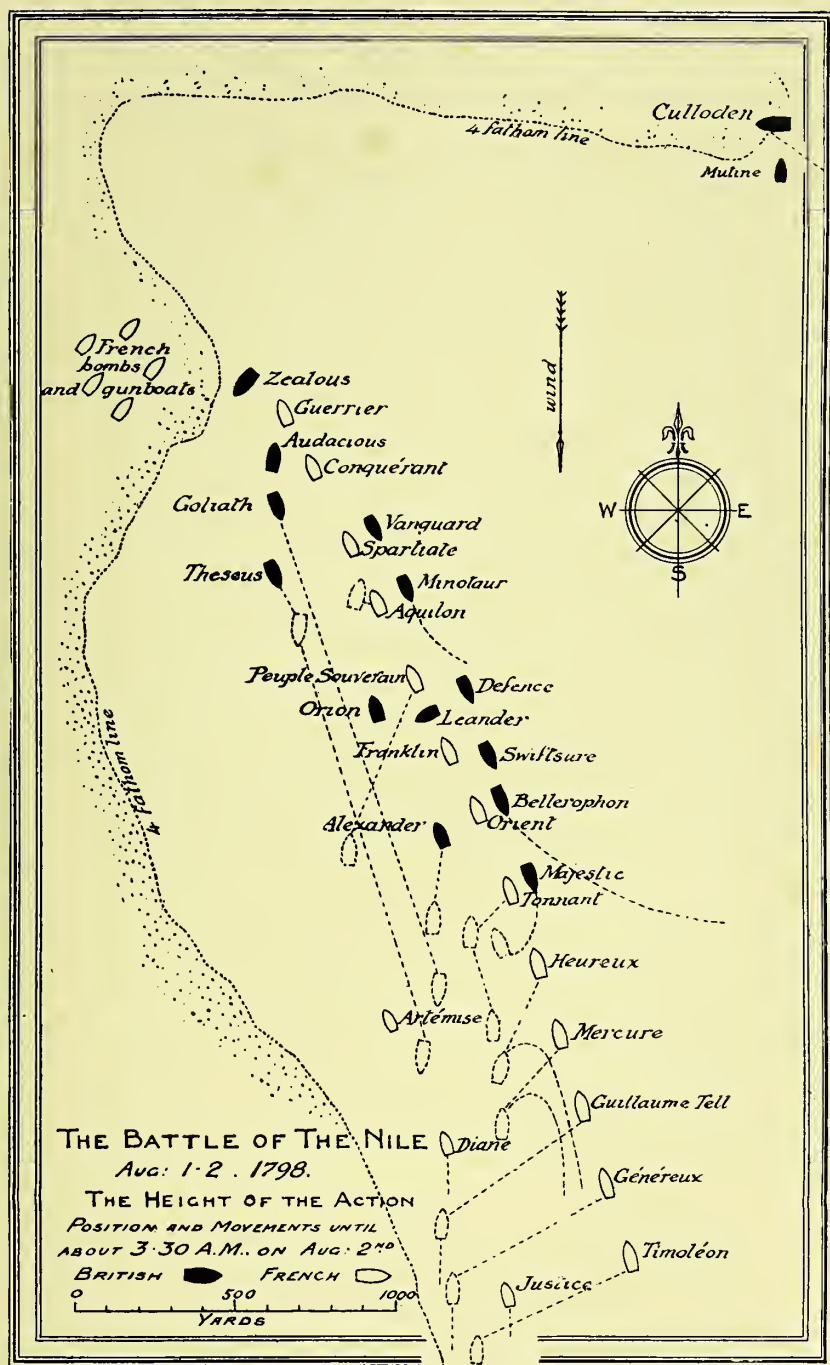 Culloden
4 fathom line
Mutine
French
bombs
and gunboats
Zealous
Guerrier
wind
Audacious
Conquérant
Goliath
Vanguard
Spartiate
W
E
S
Theseus
Minotaur
Aquilon
Peuple Souverain
Defence
Orion
Leander
Franklin
Swiftsure
4 fathom line
Bellerophon
Orient
Alexander
Majestic
Tonnant
Heureux
Artémise
Mercure
Guillaume Tell
THE BATTLE OF THE NILE
Diane
AUG: 1-2. 1798.
Généreux
THE HEIGHT OF THE ACTION
POSITION AND MOVEMENTS UNTIL
ABOUT 3·30 A.M., ON AUG: 2ND
Timoléon
BRITISH FRENCH
Justice
0 500 1000
YARDS